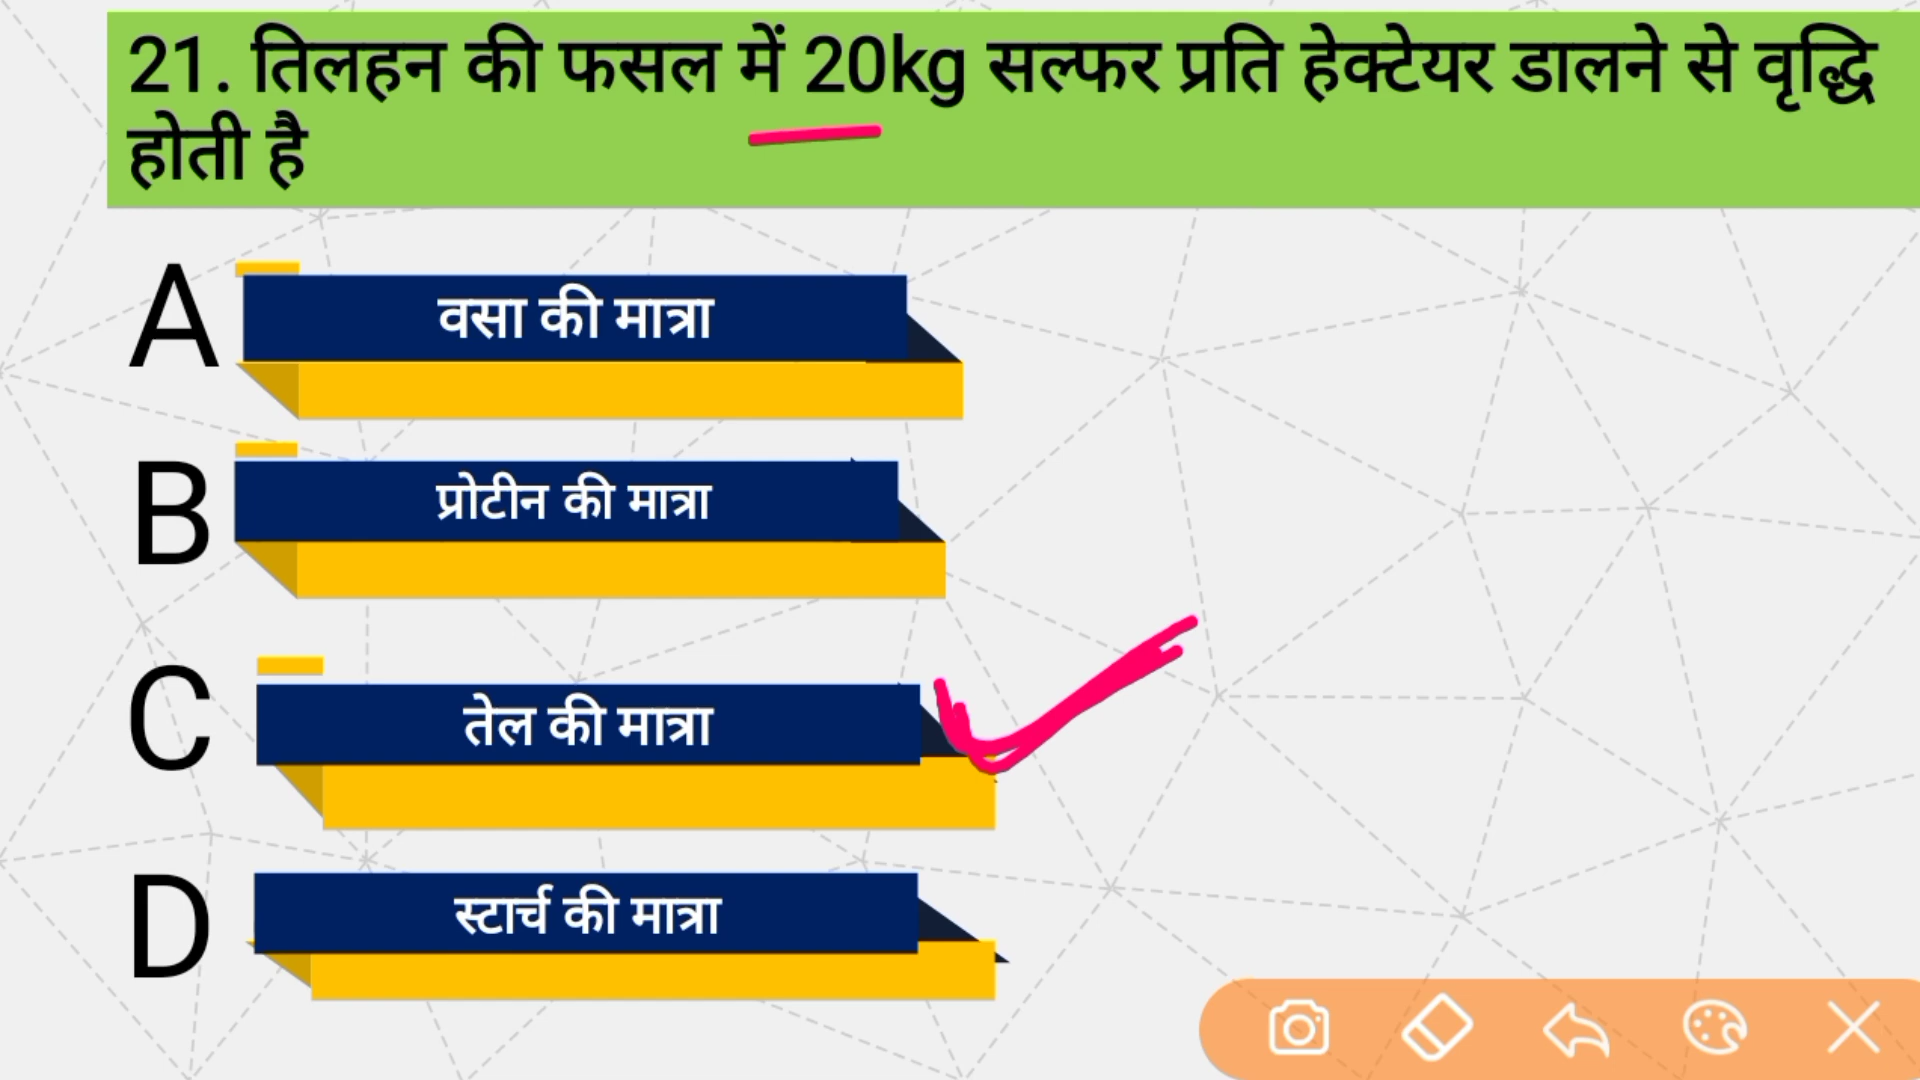 21. तिलहन की फसल में 20kg सल्फर प्रति हेक्टेयर डालने से वृद्धि
होती है
A
वसा की मात्रा
B
प्रोटीन की मात्रा
C
तेल की मात्रा
D
स्टार्च की मात्रा